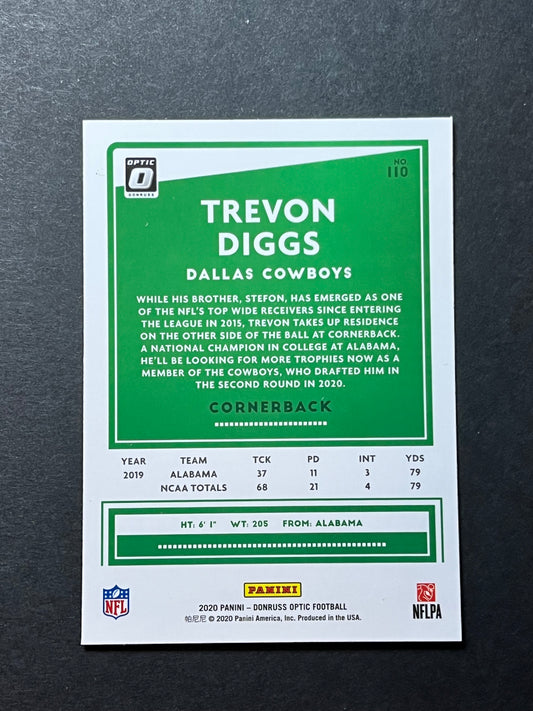 OPTIC
O
DONRUSS
NO.
110
TREVON
DIGGS
DALLAS COWBOYS
WHILE HIS BROTHER, STEFON, HAS EMERGED AS ONE
OF THE NFL'S TOP WIDE RECEIVERS SINCE ENTERING
THE LEAGUE IN 2015, TREVON TAKES UP RESIDENCE
ON THE OTHER SIDE OF THE BALL AT CORNERBACK.
A NATIONAL CHAMPION IN COLLEGE AT ALABAMA,
HE'LL BE LOOKING FOR MORE TROPHIES NOW AS A
MEMBER OF THE COWBOYS, WHO DRAFTED HIM IN
THE SECOND ROUND IN 2020.
CORNERBACK
YEAR TEAM TCK PD INT YDS
2019 ALABAMA 37 11 3 79
NCAA TOTALS 68 21 4 79
HT: 6' 1" WT: 205 FROM: ALABAMA
NFL
PANINI
NFLPA
2020 PANINI – DONRUSS OPTIC FOOTBALL
帕尼尼 © 2020 Panini America, Inc. Produced in the USA.